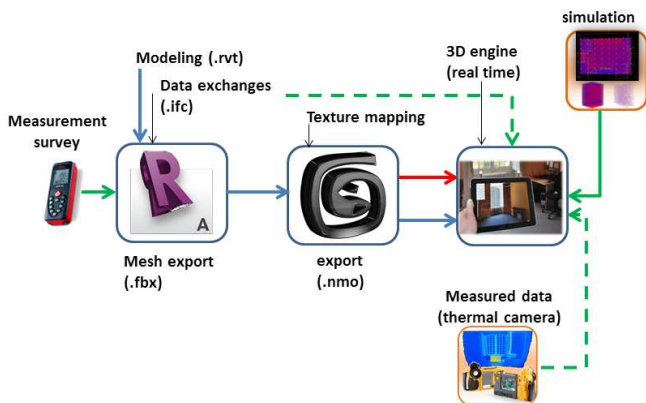 simulation
Modeling (.rvt)
3D engine
(real time)
Data exchanges
(.ifc)
Measurement
survey
Texture mapping
R
A
Mesh export
(.fbx)
export
(.nmo)
Measured data
(thermal camera)